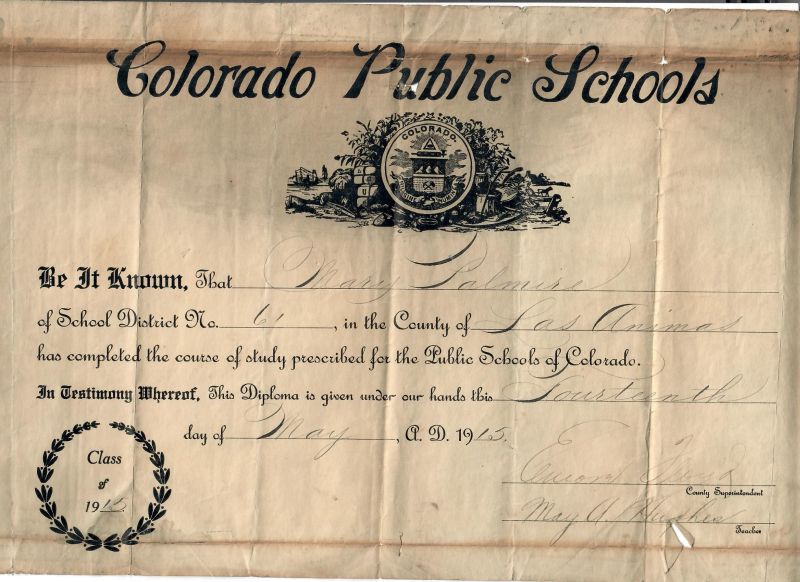 Colorado Public Schools
COLORADO
Be It Known, That Mary Palmire
of School District No. 61, in the County of Las Animas
has completed the course of study prescribed for the Public Schools of Colorado.
In Testimony Whereof, This Diploma is given under our hands this Fourteenth
day of May, A. D. 1915.
Class
of
1915
County Superintendent
May A. Hughes
Teacher